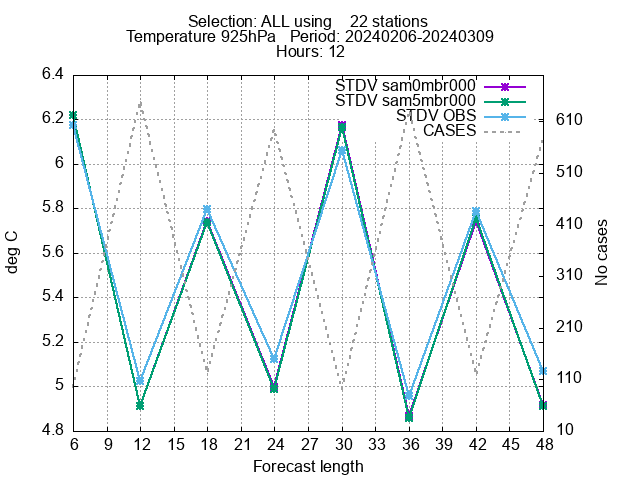 Selection: ALL using 22 stations
Temperature 925hPa Period: 20240206-20240309
Hours: 12
STDV sam0mbr000
STDV sam5mbr000
STDV OBS
CASES
6.4
6.2
6
5.8
5.6
5.4
5.2
5
4.8
deg C
610
510
410
310
210
110
10
No cases
6 9 12 15 18 21 24 27 30 33 36 39 42 45 48
Forecast length